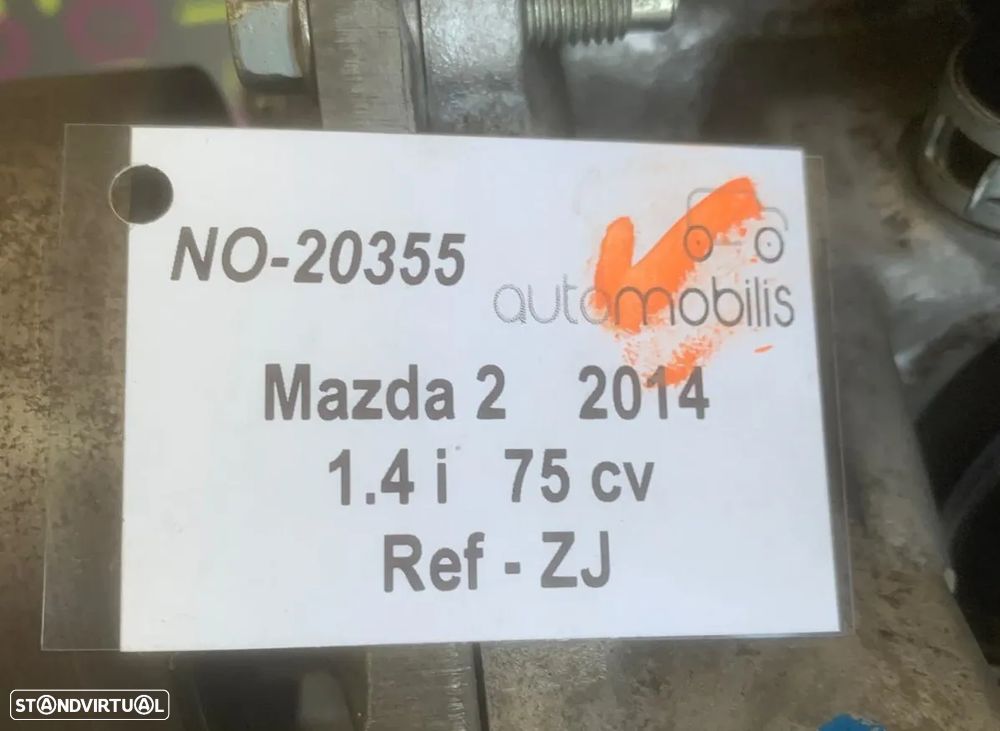 NO-20355
automobilis
Mazda 2 2014
1.4 i 75 cv
Ref - ZJ
STANDVIRTUAL